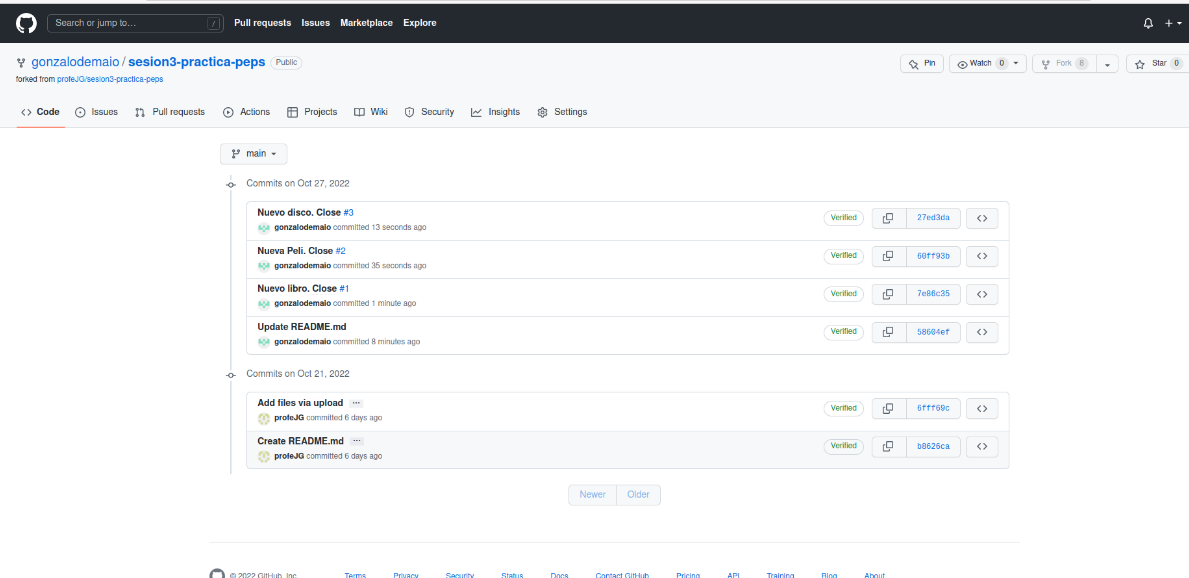 Search or jump to... /
Pull requests Issues Marketplace Explore
gonzalodemaio / sesion3-practica-peps Public
forked from profeJG/sesion3-practica-peps
Pin Watch 0 Fork 8 Star 0
Code Issues Pull requests Actions Projects Wiki Security Insights Settings
main
Commits on Oct 27, 2022
Nuevo disco. Close #3
gonzalodemaio committed 13 seconds ago
Verified 27ed3da
Nueva Peli. Close #2
gonzalodemaio committed 35 seconds ago
Verified 60ff93b
Nuevo libro. Close #1
gonzalodemaio committed 1 minute ago
Verified 7e86c35
Update README.md
gonzalodemaio committed 8 minutes ago
Verified 58604ef
Commits on Oct 21, 2022
Add files via upload ...
profeJG committed 6 days ago
Verified 6fff69c
Create README.md ...
profeJG committed 6 days ago
Verified b8626ca
Newer Older
© 2022 GitHub, Inc. Terms Privacy Security Status Docs Contact GitHub Pricing API Training Blog About